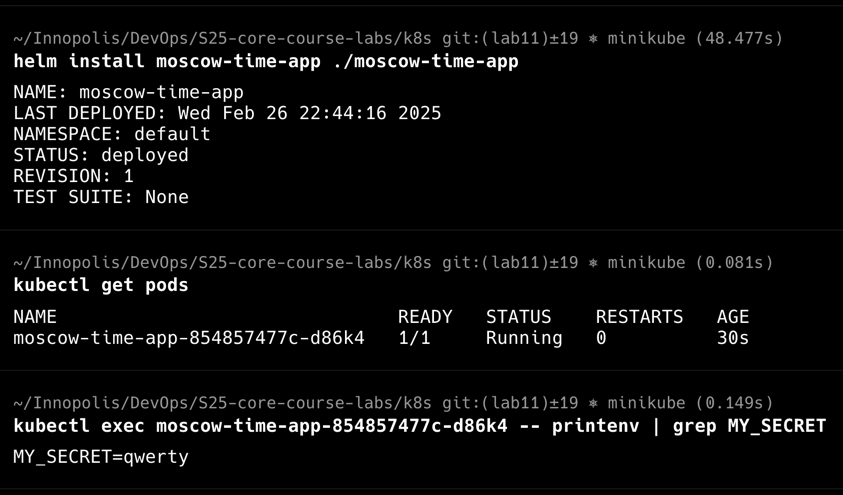 ~/Innopolis/DevOps/S25-core-course-labs/k8s git:(lab11)±19 ⎈ minikube (48.477s)
helm install moscow-time-app ./moscow-time-app
NAME: moscow-time-app
LAST DEPLOYED: Wed Feb 26 22:44:16 2025
NAMESPACE: default
STATUS: deployed
REVISION: 1
TEST SUITE: None
~/Innopolis/DevOps/S25-core-course-labs/k8s git:(lab11)±19 ⎈ minikube (0.081s)
kubectl get pods
NAME READY STATUS RESTARTS AGE
moscow-time-app-854857477c-d86k4 1/1 Running 0 30s
~/Innopolis/DevOps/S25-core-course-labs/k8s git:(lab11)±19 ⎈ minikube (0.149s)
kubectl exec moscow-time-app-854857477c-d86k4 -- printenv | grep MY_SECRET
MY_SECRET=qwerty